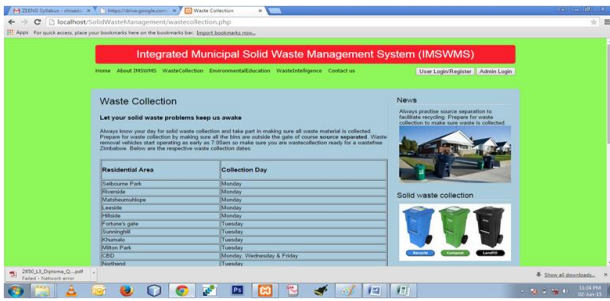 ZEENG Syllabus - chiwadz
https://drive.google.com
Waste Collection
localhost/SolidWasteManagement/wastecollection.php
Apps For quick access, place your bookmarks here on the bookmarks bar. Import bookmarks now...
Integrated Municipal Solid Waste Management System (IMSWMS)
Home About IMSWMS WasteCollection EnvironmentalEducation WasteIntelligence Contact us
User Login/Register Admin Login
Waste Collection
Let your solid waste problems keep us awake
Always know your day for solid waste collection and take part in making sure all waste material is collected.
Prepare for waste collection by making sure all the bins are outside the gate of course source separated. Waste
removal vehicles start operating as early as 7:00am so make sure you are wastecollection ready for a wastefree
Zimbabwe. Below are the respective waste collection dates:
Residential Area Collection Day
Selbourne Park Monday
Riverside Monday
Matsheumuhlope Monday
Leeside Monday
Hillside Monday
Fortune's gate Tuesday
Sunninghill Tuesday
Khumalo Tuesday
Milton Park Tuesday
CBD Monday, Wednesday & Friday
Northend Tuesday
News
Always practise source separation to
facilitate recycling. Prepare for waste
collection to make sure waste is collected.
Solid waste collection
Recycle Compost Landfill
Failed - Network error
Show all downloads...
11:24 PM
02-Jun-15